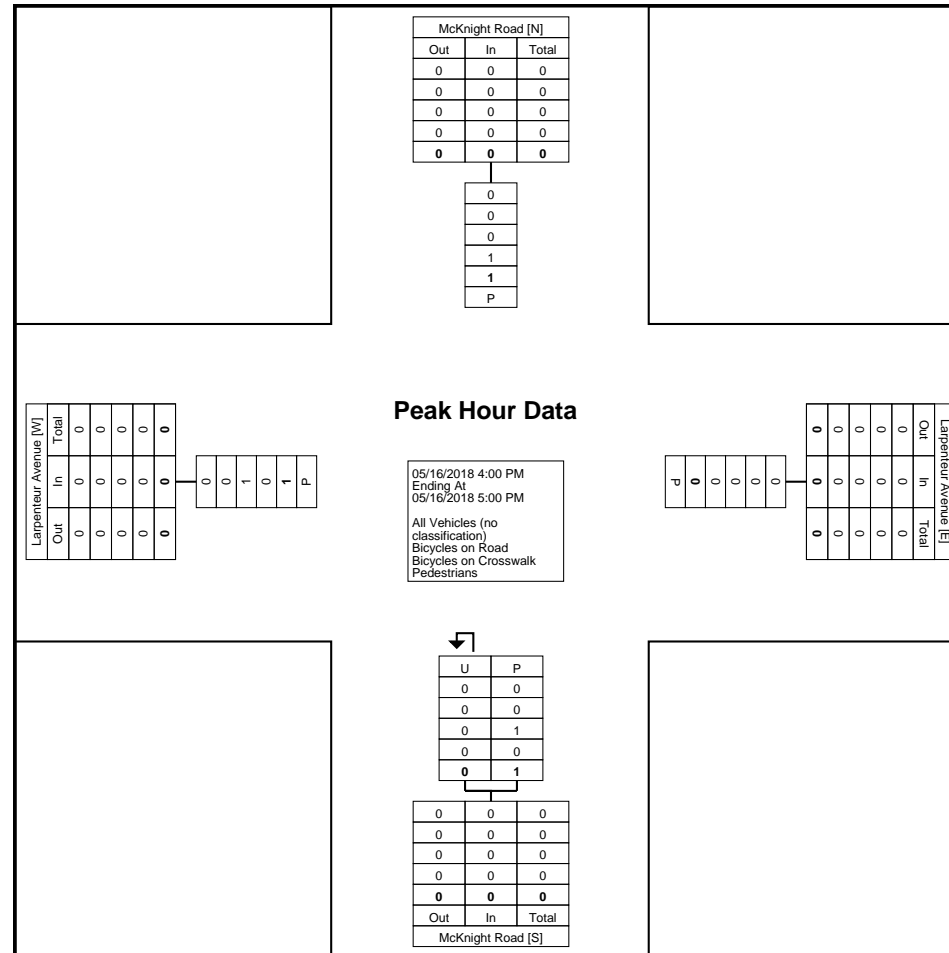 McKnight Road [N]
Out In Total
0 0 0
0 0 0
0 0 0
0 0 0
0 0 0
0
0
0
1
1
P
Peak Hour Data
Larpenteur Avenue [W]
Total 0 0 0 0 0
In 0 0 0 0 0
Out 0 0 0 0 0
0 0 1 0 1 P
05/16/2018 4:00 PM
Ending At
05/16/2018 5:00 PM
All Vehicles (no
classification)
Bicycles on Road
Bicycles on Crosswalk
Pedestrians
P 0 0 0 0 0
0 0 0 0 0 Out
0 0 0 0 0 In
0 0 0 0 0 Total
Larpenteur Avenue [E]
U P
0 0
0 0
0 1
0 0
0 1
0 0 0
0 0 0
0 0 0
0 0 0
0 0 0
Out In Total
McKnight Road [S]